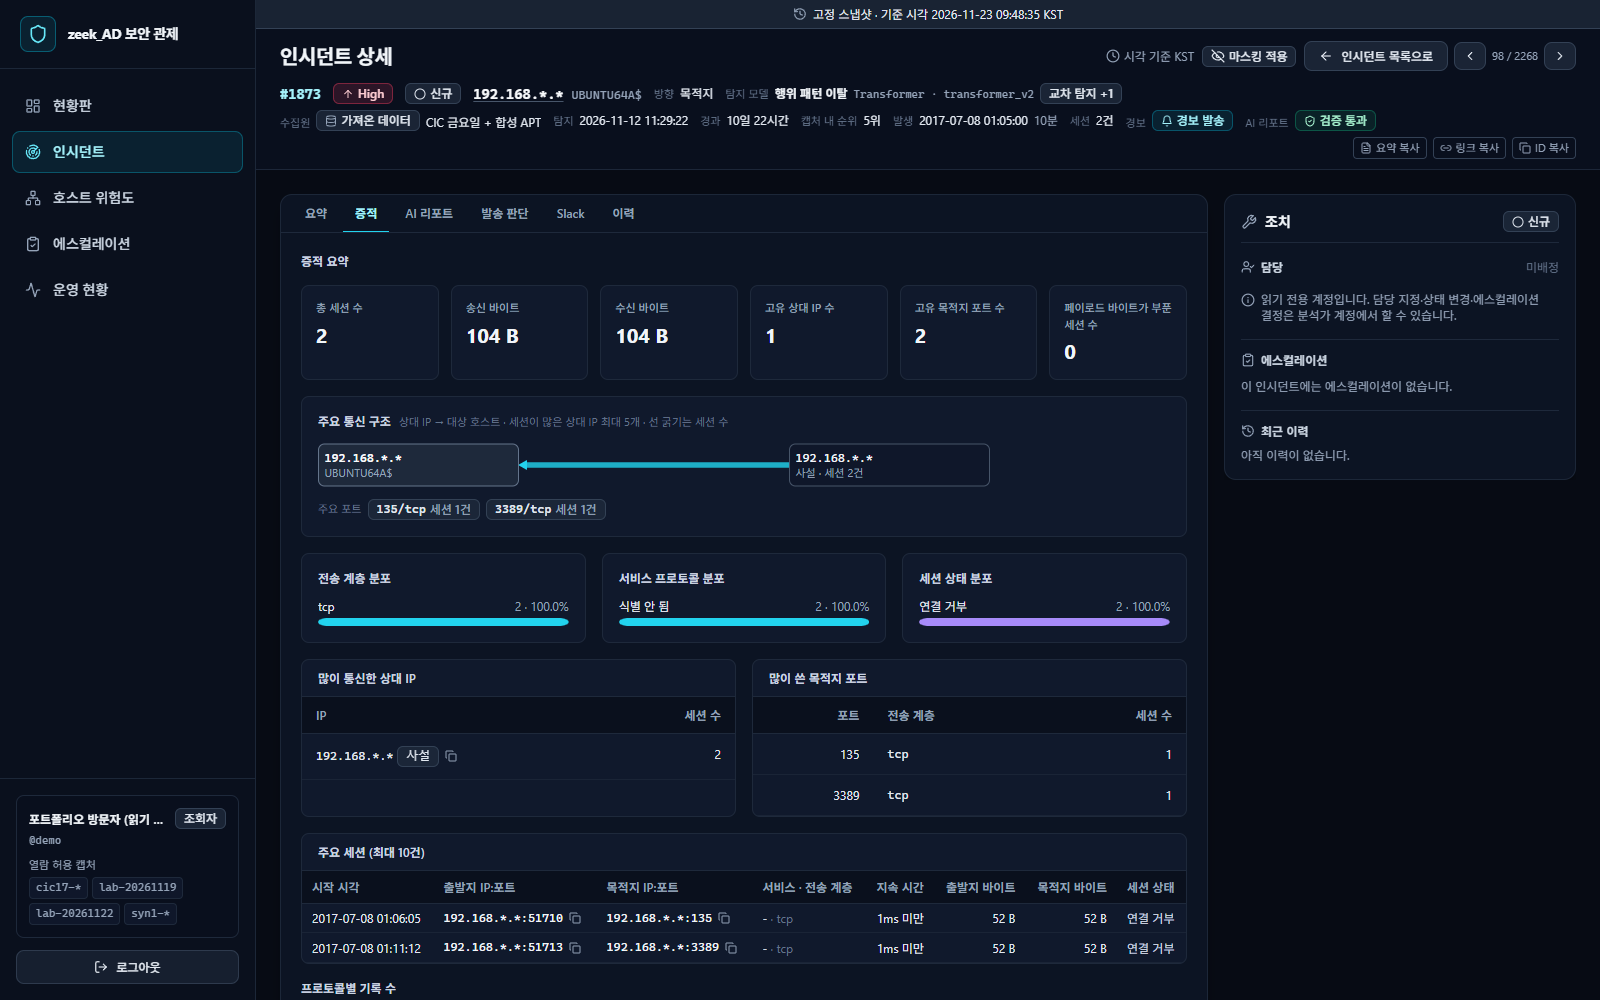 zeek_AD 보안 관제
현황판
인시던트
호스트 위험도
에스컬레이션
운영 현황
포트폴리오 방문자 (읽기 ... 조회자
@demo
열람 허용 캡처
cic17-* lab-20261119
lab-20261122 syn1-*
로그아웃
고정 스냅샷 · 기준 시각 2026-11-23 09:48:35 KST
인시던트 상세
시각 기준 KST 마스킹 적용 인시던트 목록으로 98 / 2268
#1873 High 신규 192.168.*.* UBUNTU64A$ 방향 목적지 탐지 모델 행위 패턴 이탈 Transformer · transformer_v2 교차 탐지 +1
수집원 가져온 데이터 CIC 금요일 + 합성 APT 탐지 2026-11-12 11:29:22 경과 10일 22시간 캡처 내 순위 5위 발생 2017-07-08 01:05:00 10분 세션 2건 경보 경보 발송 AI 리포트 검증 통과
요약 복사 링크 복사 ID 복사
요약 증적 AI 리포트 발송 판단 Slack 이력
증적 요약
총 세션 수
2
송신 바이트
104 B
수신 바이트
104 B
고유 상대 IP 수
1
고유 목적지 포트 수
2
페이로드 바이트가 부푼
세션 수
0
주요 통신 구조 상대 IP → 대상 호스트 · 세션이 많은 상대 IP 최대 5개 · 선 굵기는 세션 수
192.168.*.*
UBUNTU64A$
192.168.*.*
사설 · 세션 2건
주요 포트 135/tcp 세션 1건 3389/tcp 세션 1건
전송 계층 분포
tcp 2 · 100.0%
서비스 프로토콜 분포
식별 안 됨 2 · 100.0%
세션 상태 분포
연결 거부 2 · 100.0%
많이 통신한 상대 IP
IP 세션 수
192.168.*.* 사설 2
많이 쓴 목적지 포트
포트 전송 계층 세션 수
135 tcp 1
3389 tcp 1
주요 세션 (최대 10건)
시작 시각 출발지 IP:포트 목적지 IP:포트 서비스 · 전송 계층 지속 시간 출발지 바이트 목적지 바이트 세션 상태
2017-07-08 01:06:05 192.168.*.*:51710 192.168.*.*:135 - · tcp 1ms 미만 52 B 52 B 연결 거부
2017-07-08 01:11:12 192.168.*.*:51713 192.168.*.*:3389 - · tcp 1ms 미만 52 B 52 B 연결 거부
프로토콜별 기록 수
조치 신규
담당 미배정
읽기 전용 계정입니다. 담당 지정·상태 변경·에스컬레이션
결정은 분석가 계정에서 할 수 있습니다.
에스컬레이션
이 인시던트에는 에스컬레이션이 없습니다.
최근 이력
아직 이력이 없습니다.